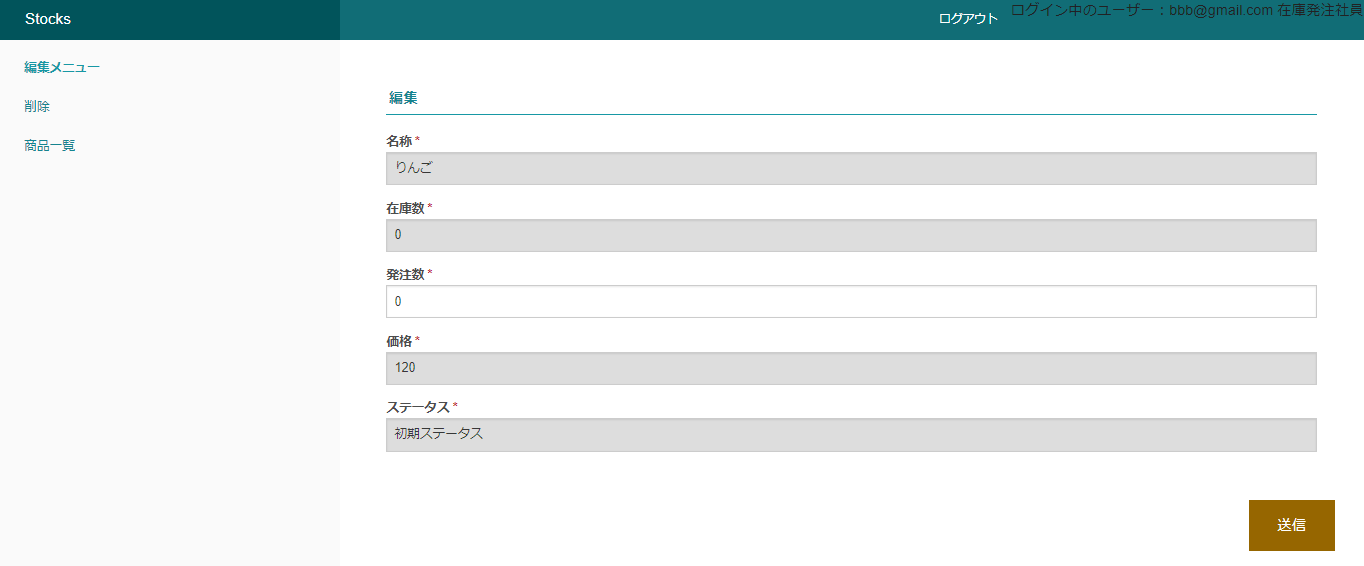 Stocks
ログアウト
ログイン中のユーザー：bbb@gmail.com 在庫発注社員
編集メニュー
削除
商品一覧
編集
名称 *
りんご
在庫数 *
0
発注数 *
0
価格 *
120
ステータス *
初期ステータス
送信